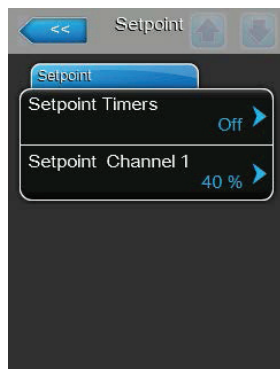 << Setpoint
Setpoint
Setpoint Timers
Off
Setpoint Channel 1
40 %